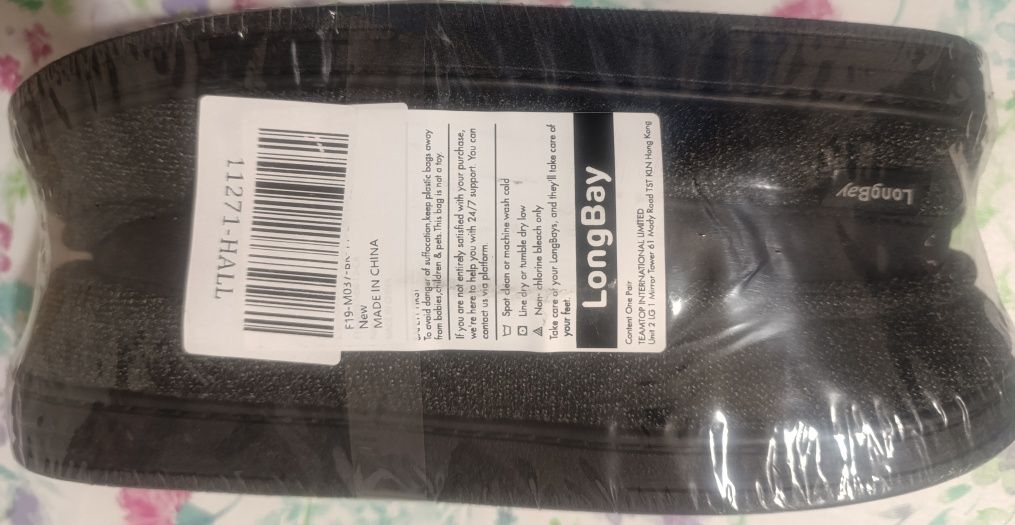 11271-HALL
F19-M037-BK
New
MADE IN CHINA
To avoid danger of suffocation,keep plastic bags away
from babies,children & pets.This bag is not a toy.
If you are not entirely satisfied with your purchase,
we're here to help you with 24/7 support. You can
contact us via platform
Spot clean or machine wash cold
Line dry or tumble dry low
Non- chlorine bleach only
Take care of your LongBays, and they'll take care of
your feet.
LongBay
Content One Pair
TEAMTOP INTERNATIONAL LIMITED
Unit 2 LG 1 Mirror Tower 61 Mody Road TST KLN Hong Kong
LongBay